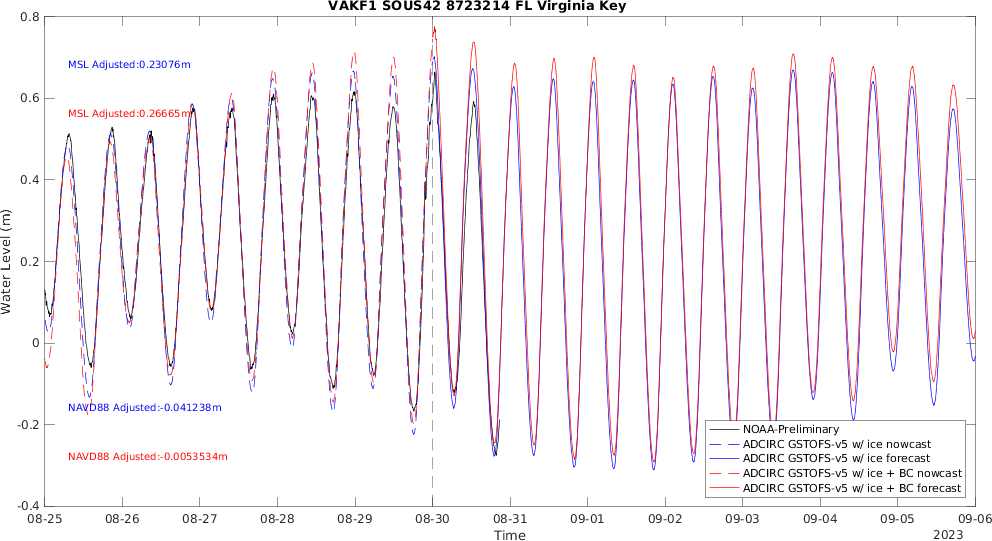 VAKF1 SOUS42 8723214 FL Virginia Key
0.8
0.6
0.4
0.2
0
-0.2
-0.4
Water Level (m)
MSL Adjusted:0.23076m
MSL Adjusted:0.26665m
NAVD88 Adjusted:-0.041238m
NAVD88 Adjusted:-0.0053534m
NOAA-Preliminary
ADCIRC GSTOFS-v5 w/ ice nowcast
ADCIRC GSTOFS-v5 w/ ice forecast
ADCIRC GSTOFS-v5 w/ ice + BC nowcast
ADCIRC GSTOFS-v5 w/ ice + BC forecast
08-25 08-26 08-27 08-28 08-29 08-30 08-31 09-01 09-02 09-03 09-04 09-05 09-06
Time
2023